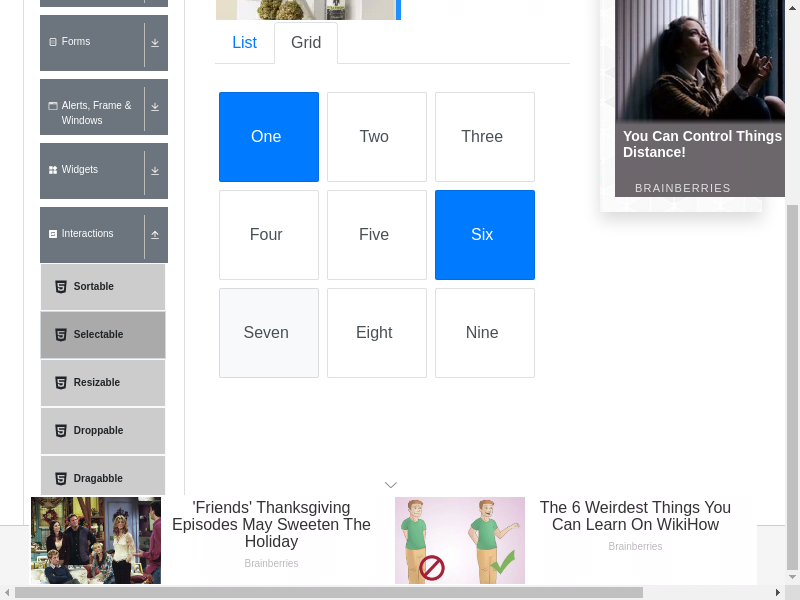 Forms
Alerts, Frame &
Windows
Widgets
Interactions
Sortable
Selectable
Resizable
Droppable
Dragabble
List
Grid
One
Two
Three
Four
Five
Six
Seven
Eight
Nine
You Can Control Things
Distance!
BRAINBERRIES
'Friends' Thanksgiving
Episodes May Sweeten The
Holiday
Brainberries
The 6 Weirdest Things You
Can Learn On WikiHow
Brainberries